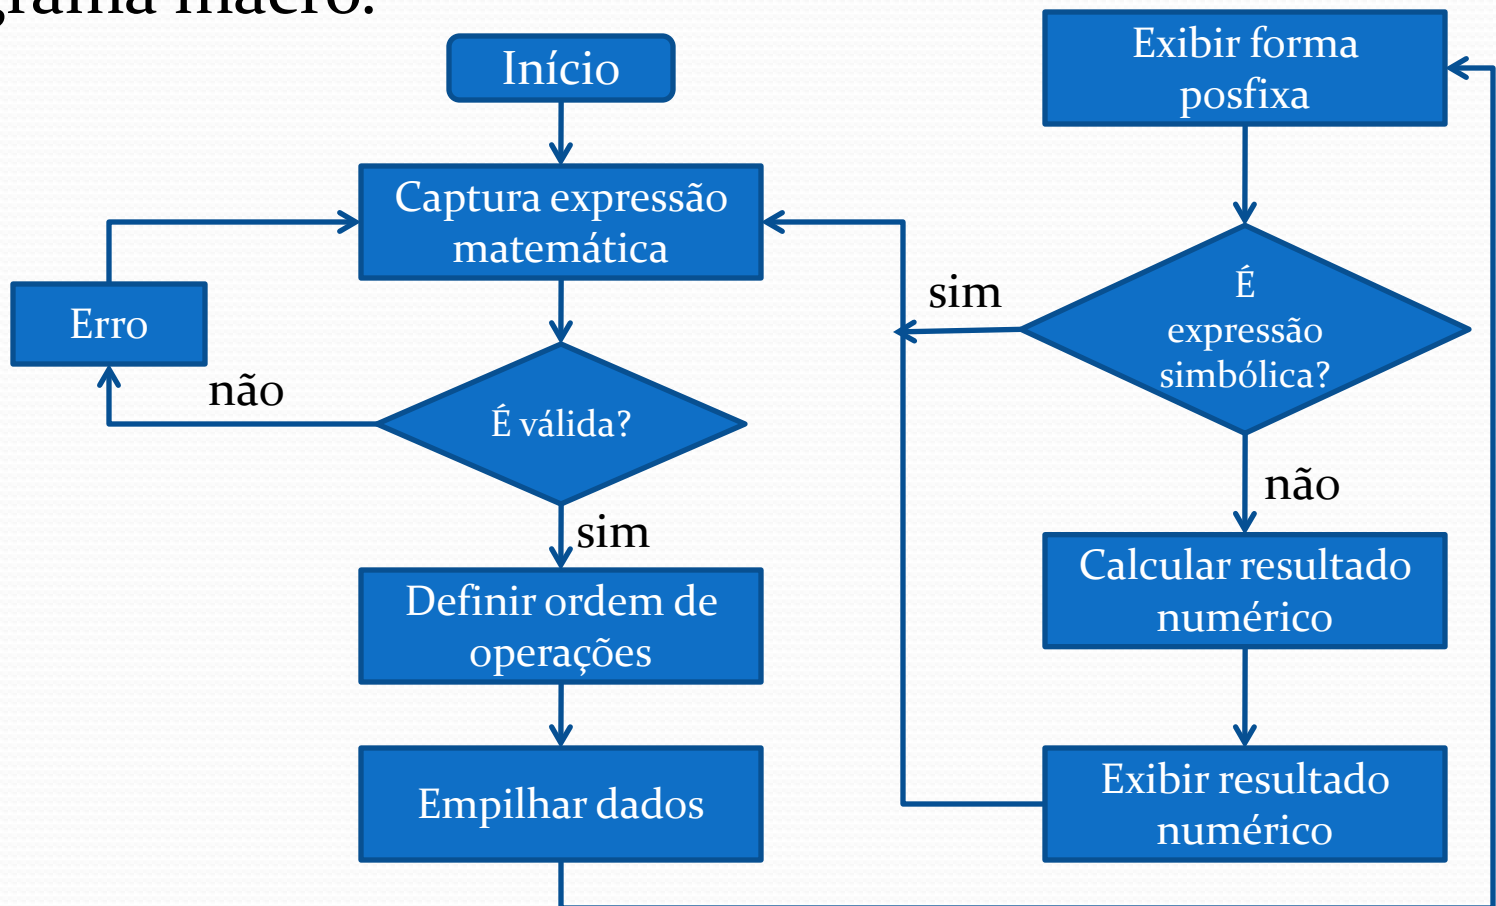 macro.
Início
Captura expressão
matemática
Erro
não
É válida?
sim
Definir ordem de
operações
Empilhar dados
Exibir forma
posfixa
sim
É
expressão
simbólica?
não
Calcular resultado
numérico
Exibir resultado
numérico